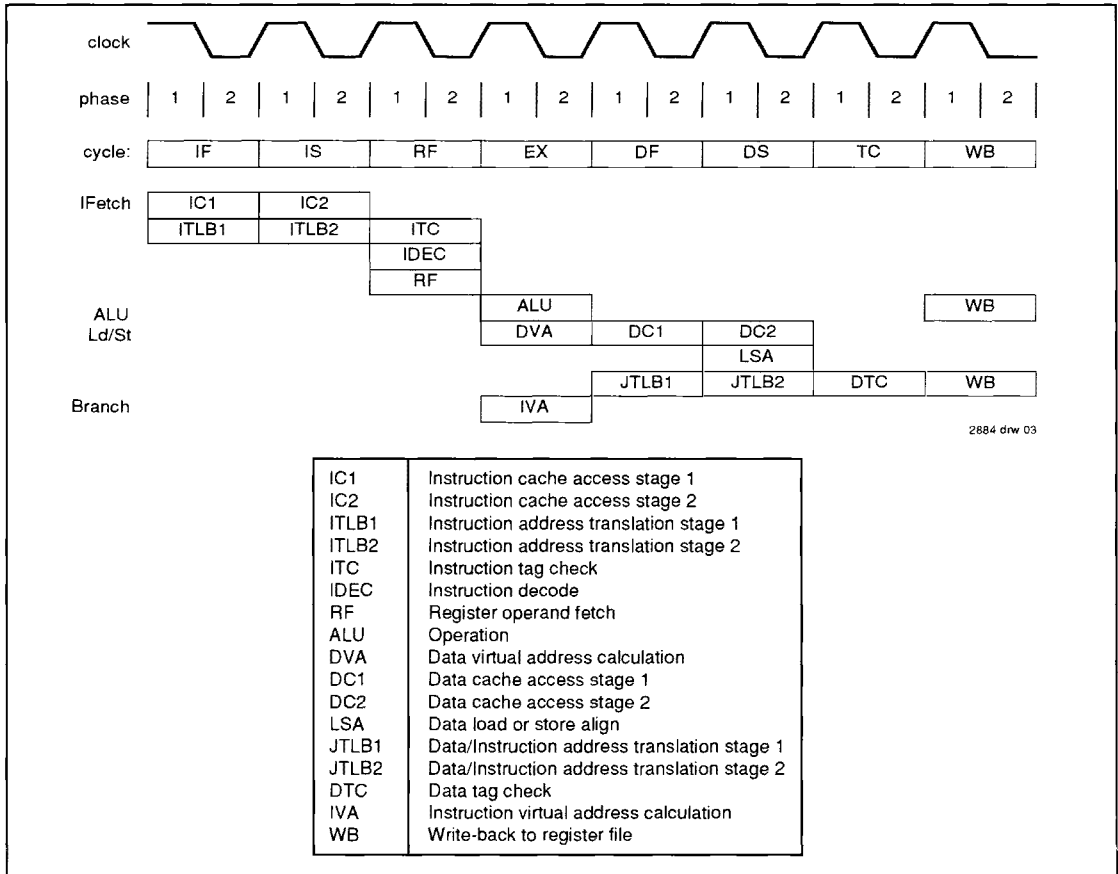 clock
phase 1 2 1 2 1 2 1 2 1 2 1 2 1 2 1 2
cycle: IF IS RF EX DF DS TC WB
IFetch IC1 IC2
ITLB1 ITLB2 ITC
IDEC
RF
ALU WB
ALU
Ld/St DVA DC1 DC2
LSA
JTLB1 JTLB2 DTC WB
Branch IVA
2884 drw 03
IC1 Instruction cache access stage 1
IC2 Instruction cache access stage 2
ITLB1 Instruction address translation stage 1
ITLB2 Instruction address translation stage 2
ITC Instruction tag check
IDEC Instruction decode
RF Register operand fetch
ALU Operation
DVA Data virtual address calculation
DC1 Data cache access stage 1
DC2 Data cache access stage 2
LSA Data load or store align
JTLB1 Data/Instruction address translation stage 1
JTLB2 Data/Instruction address translation stage 2
DTC Data tag check
IVA Instruction virtual address calculation
WB Write-back to register file